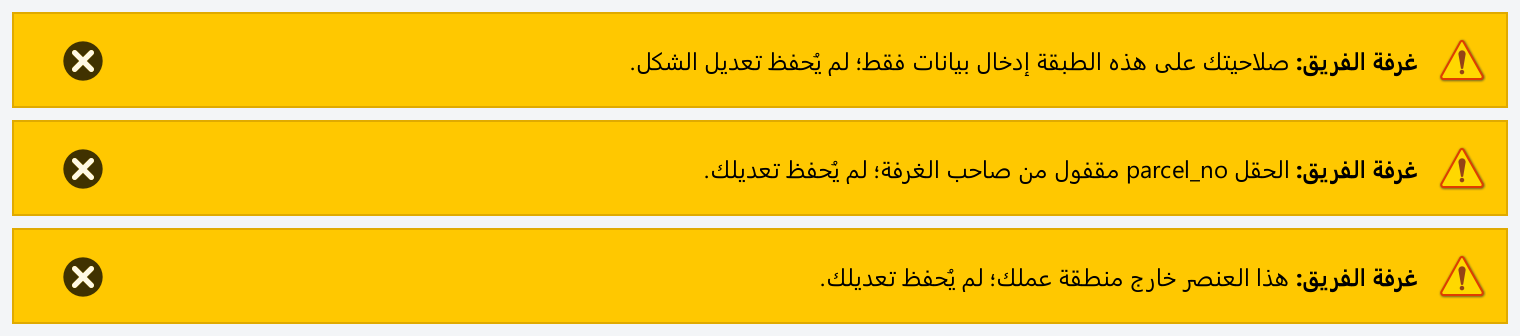 غرفة الفريق: صلاحيتك على هذه الطبقة إدخال بيانات فقط؛ لم يُحفظ تعديل الشكل.
غرفة الفريق: الحقل parcel_no مقفول من صاحب الغرفة؛ لم يُحفظ تعديلك.
غرفة الفريق: هذا العنصر خارج منطقة عملك؛ لم يُحفظ تعديلك.